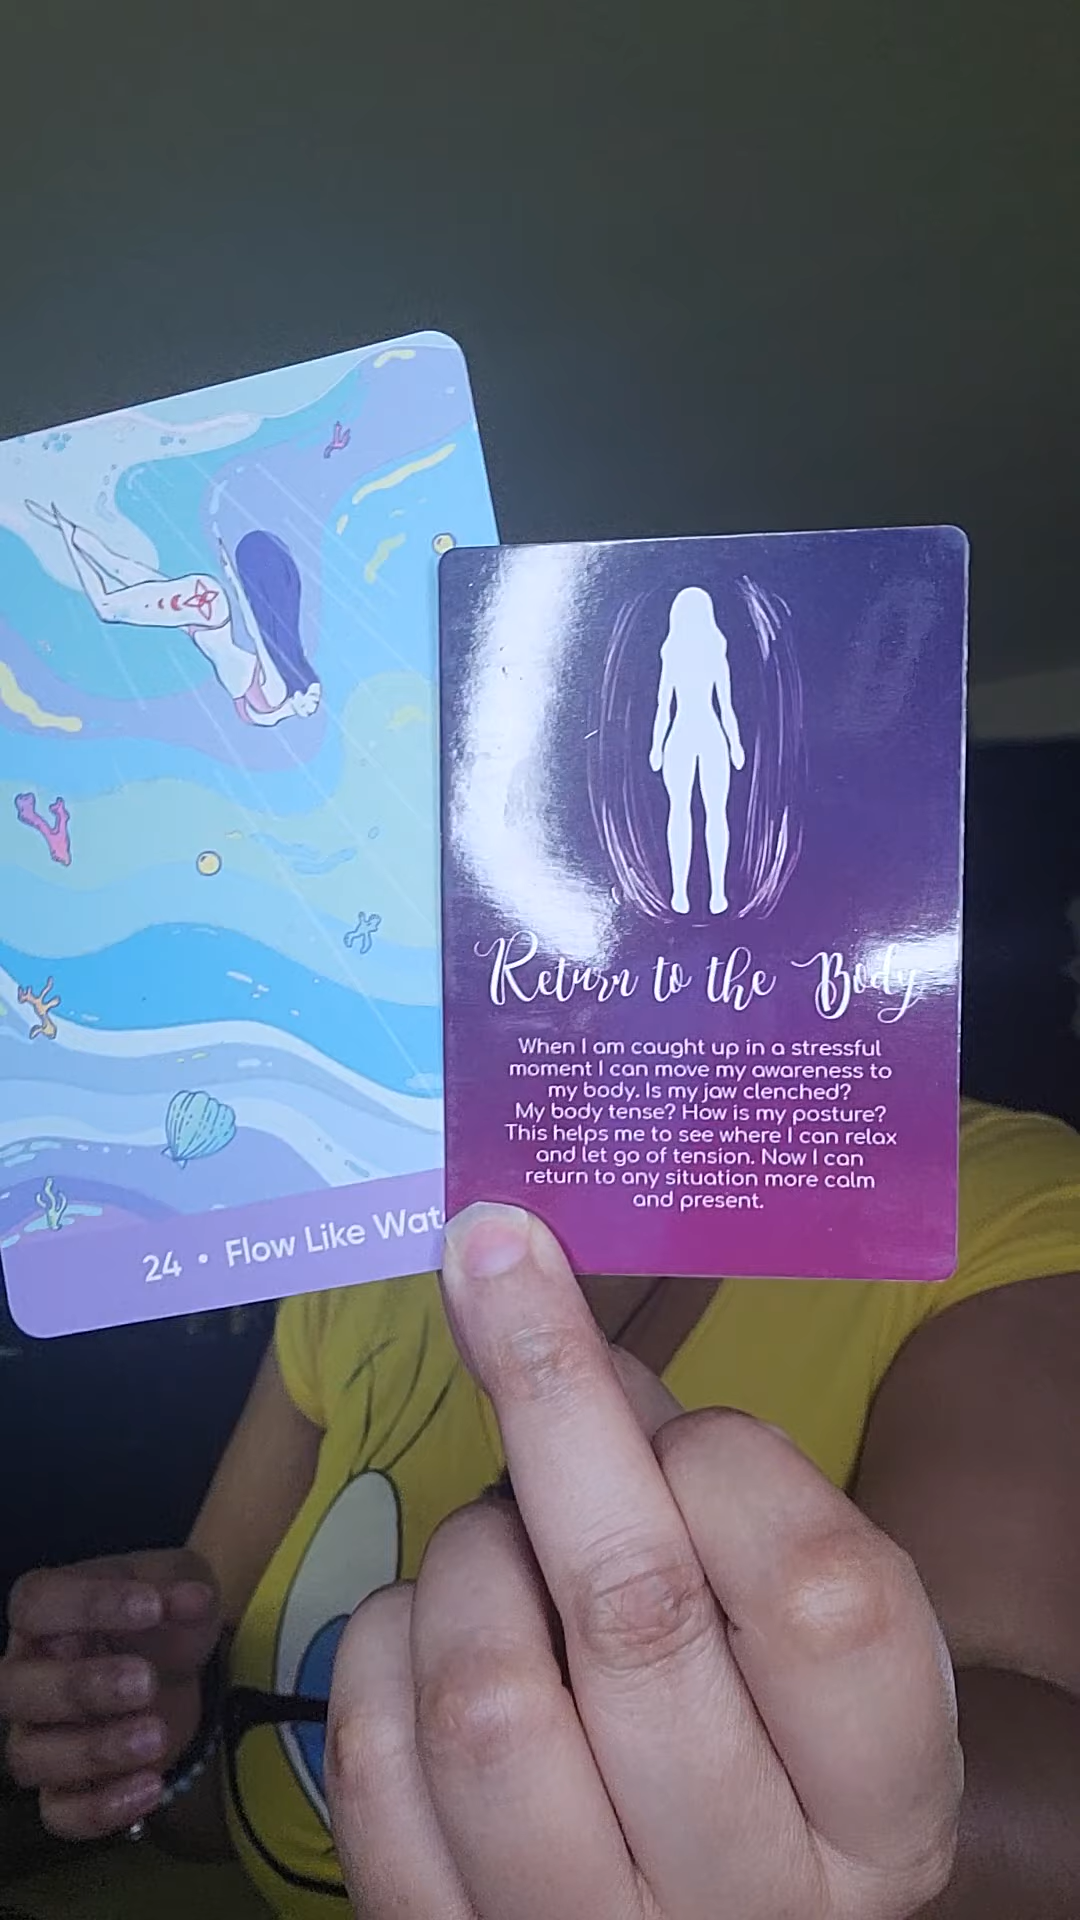 24 • Flow Like Wat
Return to the Body
When I am caught up in a stressful
moment I can move my awareness to
my body. Is my jaw clenched?
My body tense? How is my posture?
This helps me to see where I can relax
and let go of tension. Now I can
return to any situation more calm
and present.